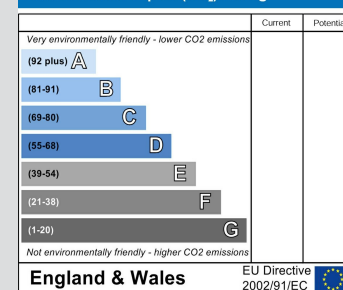 Current Potential
Very environmentally friendly - lower CO2 emissions
(92 plus) A
(81-91) B
(69-80) C
(55-68) D
(39-54) E
(21-38) F
(1-20) G
Not environmentally friendly - higher CO2 emissions
England & Wales
EU Directive
2002/91/EC